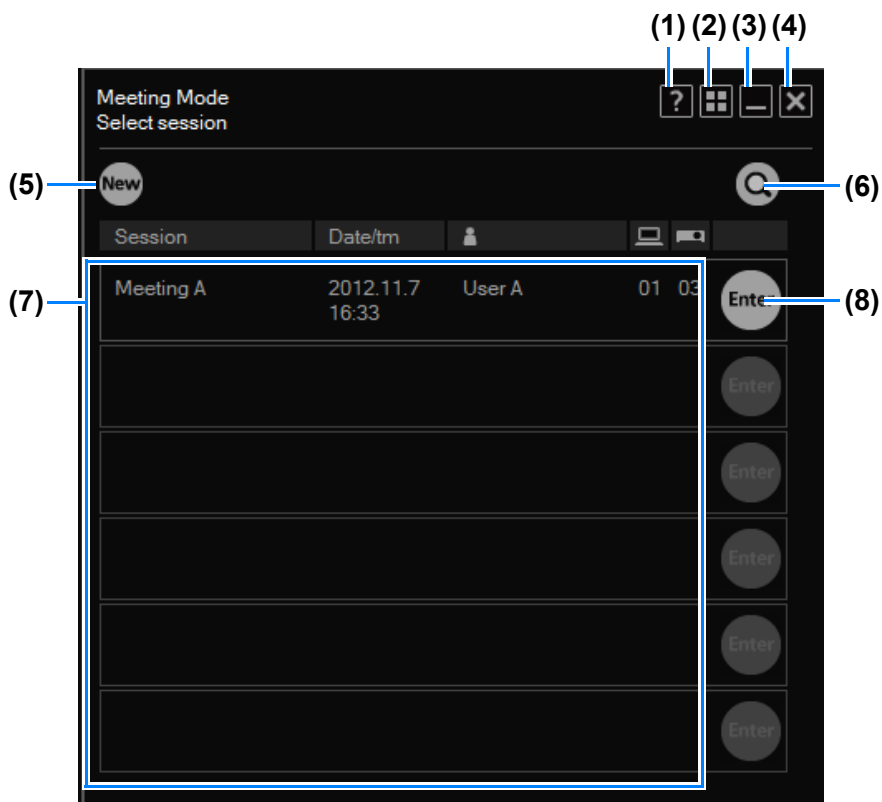 (1) (2) (3) (4)
Meeting Mode
Select session
?
(5) New (6)
Session Date/tm
(7) Meeting A 2012.11.7 User A 01 03 Enter (8)
16:33
Enter
Enter
Enter
Enter
Enter